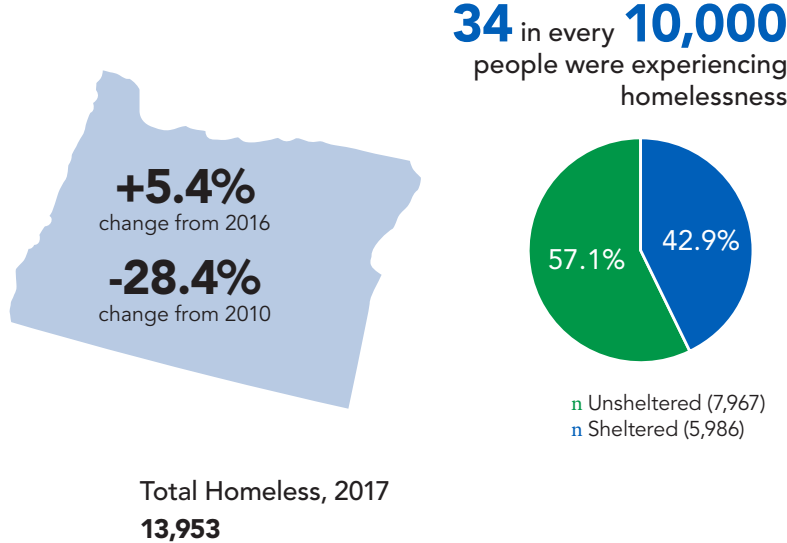 34 in every 10,000
people were experiencing
homelessness
+5.4%
change from 2016
-28.4%
change from 2010
57.1%
42.9%
n Unsheltered (7,967)
n Sheltered (5,986)
Total Homeless, 2017
13,953